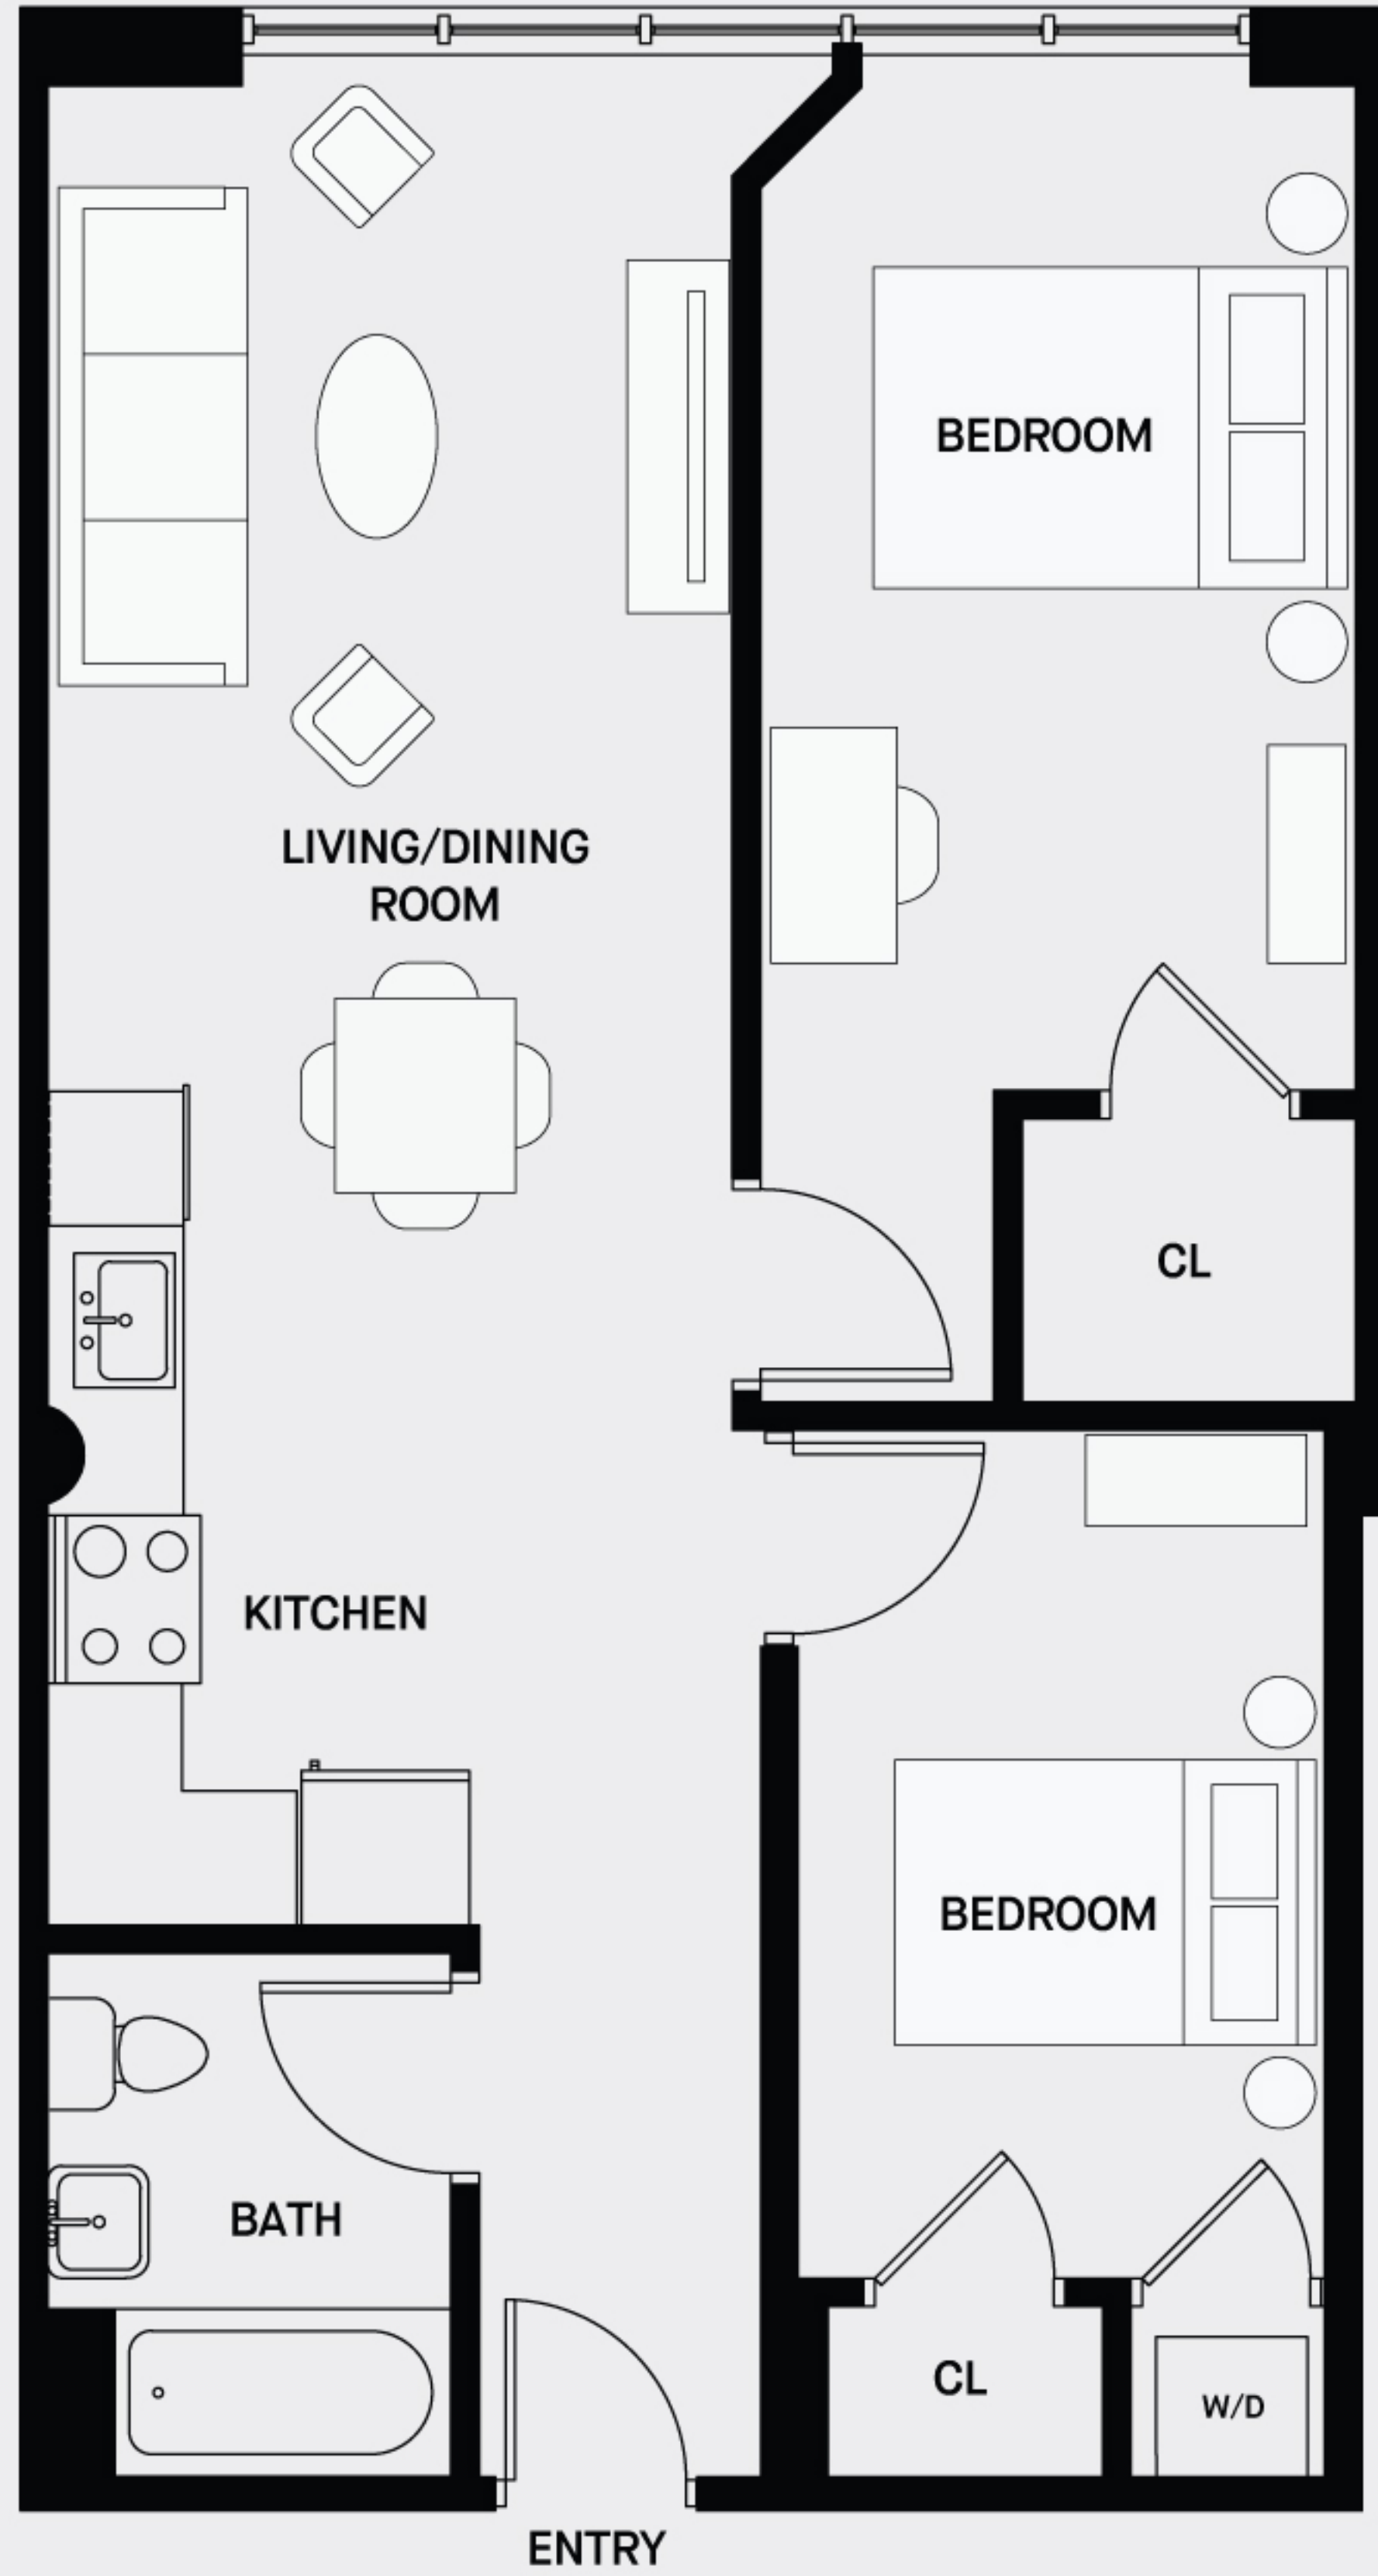 BEDROOM
LIVING/DINING
ROOM
CL
KITCHEN
BEDROOM
BATH
CL
W/D
ENTRY